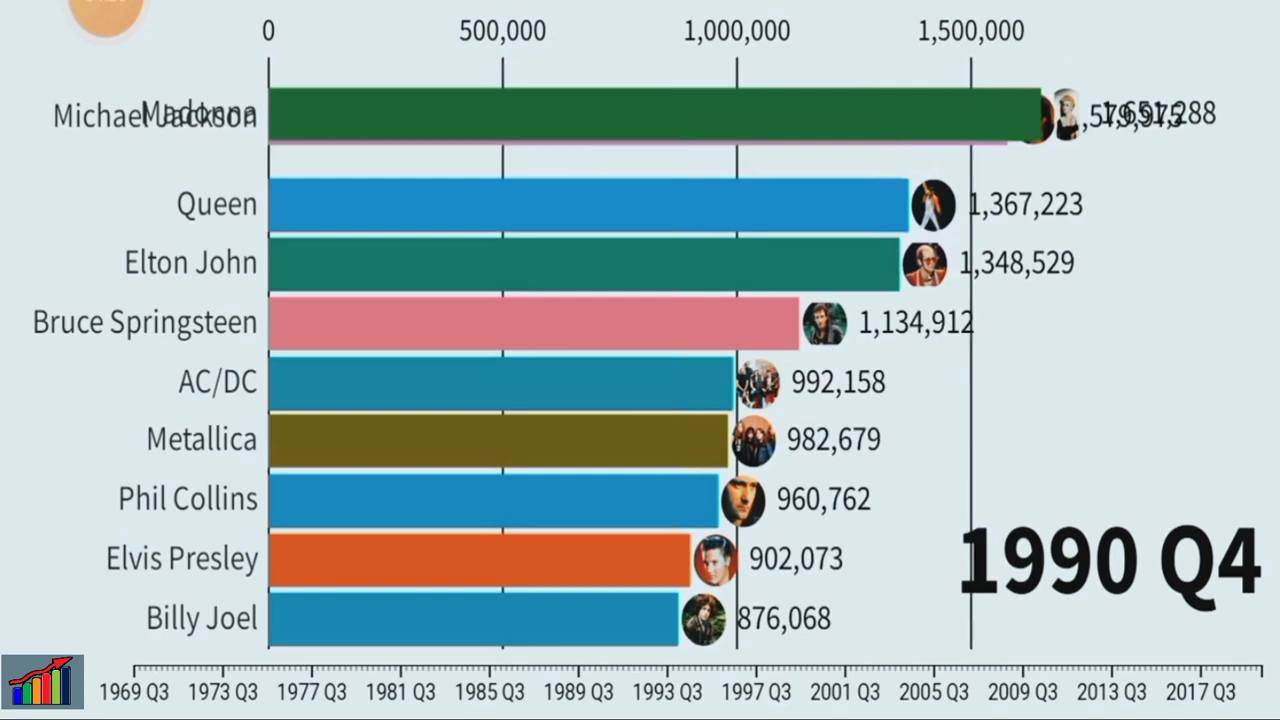 0 500,000 1,000,000 1,500,000
Michael Jackson
Madonna 1,651,288
Queen 1,367,223
Elton John 1,348,529
Bruce Springsteen 1,134,912
AC/DC 992,158
Metallica 982,679
Phil Collins 960,762
Elvis Presley 902,073
1990 Q4
Billy Joel 876,068
1969 Q3 1973 Q3 1977 Q3 1981 Q3 1985 Q3 1989 Q3 1993 Q3 1997 Q3 2001 Q3 2005 Q3 2009 Q3 2013 Q3 2017 Q3